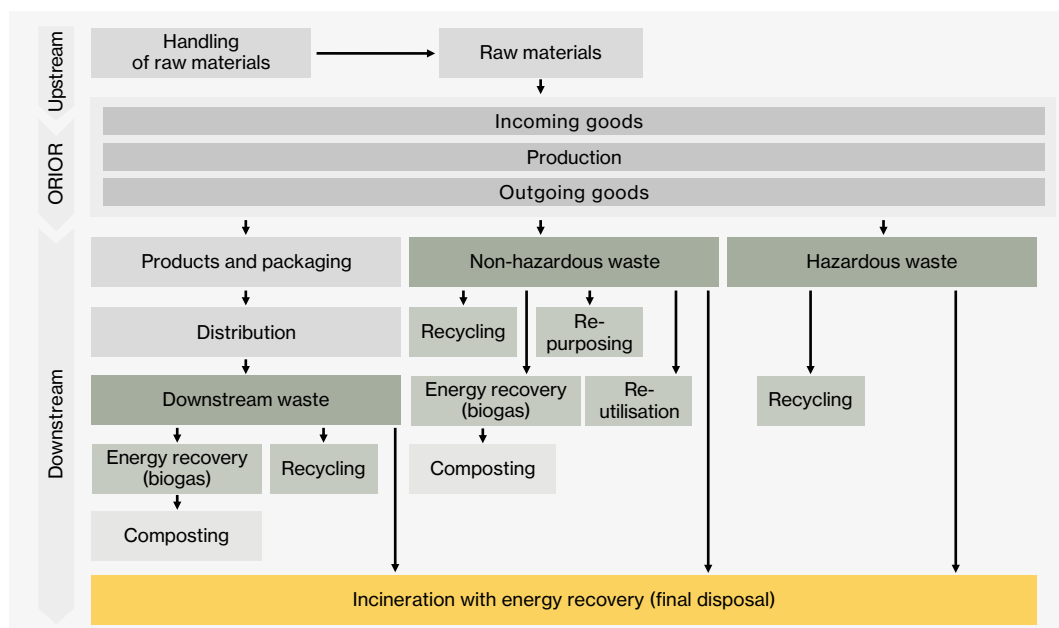 Upstream
Handling
of raw materials
Raw materials
ORIOR
Incoming goods
Production
Outgoing goods
Downstream
Products and packaging
Non-hazardous waste
Hazardous waste
Distribution
Recycling
Re-
purposing
Downstream waste
Energy recovery
(biogas)
Re-
utilisation
Recycling
Energy recovery
(biogas)
Recycling
Composting
Composting
Incineration with energy recovery (final disposal)